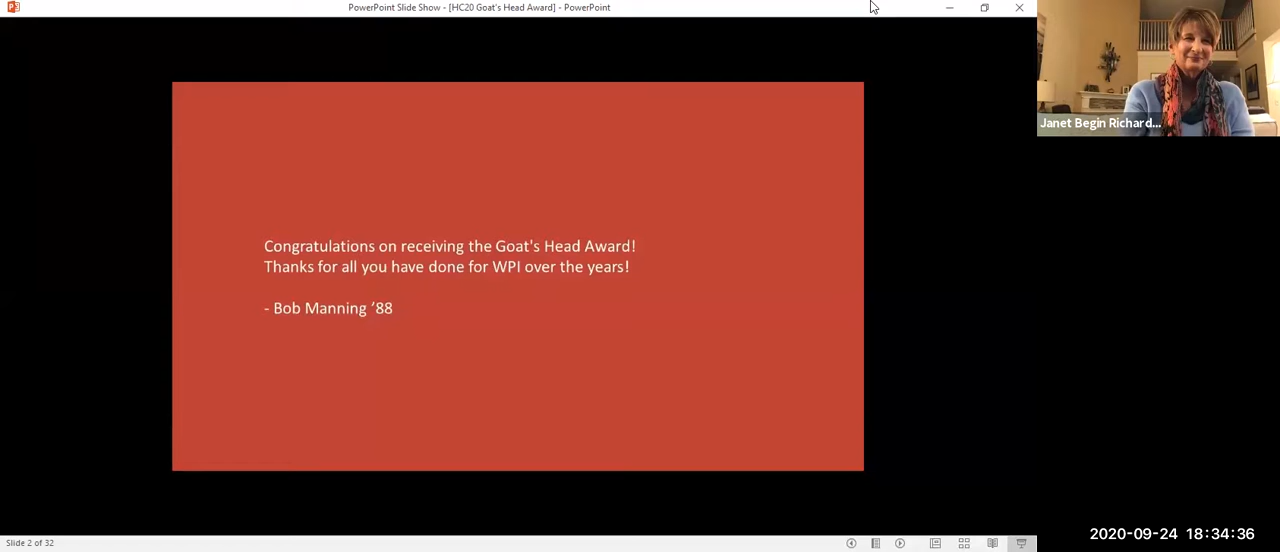 PowerPoint Slide Show - [HC20 Goat's Head Award] - PowerPoint
Janet Begin Richard...
Congratulations on receiving the Goat's Head Award!
Thanks for all you have done for WPI over the years!
- Bob Manning ’88
2020-09-24 18:34:36
Slide 2 of 32